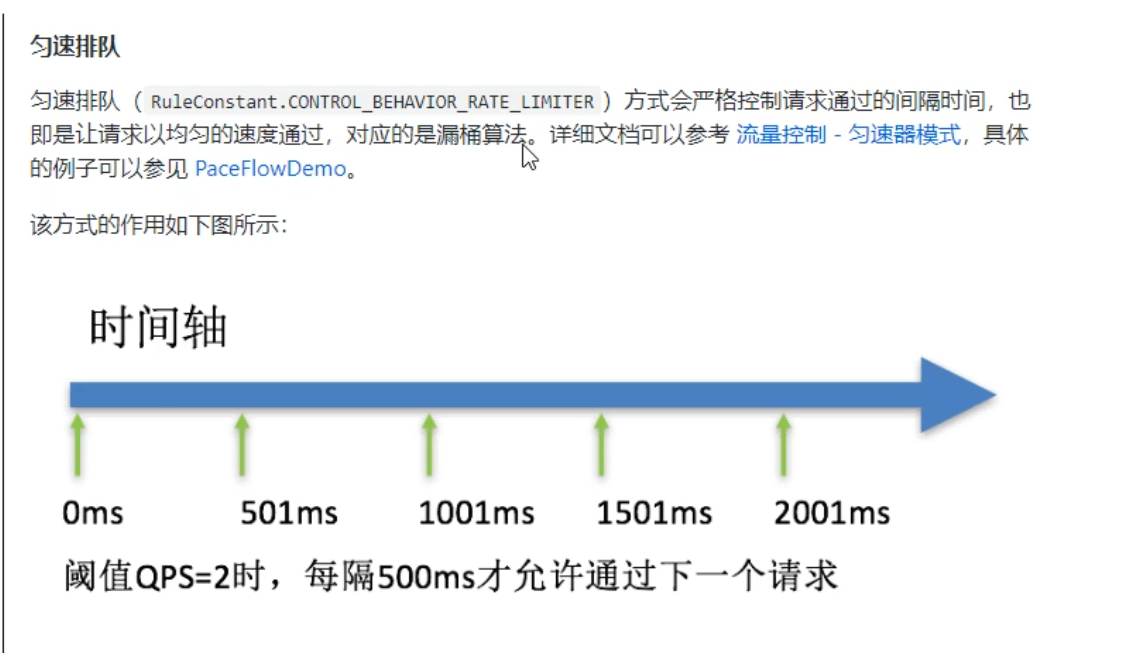 匀速排队
匀速排队（RuleConstant.CONTROL_BEHAVIOR_RATE_LIMITER）方式会严格控制请求通过的间隔时间，也
即是让请求以均匀的速度通过，对应的是漏桶算法。详细文档可以参考 流量控制 - 匀速器模式，具体
的例子可以参见 PaceFlowDemo。
该方式的作用如下图所示：
时间轴
0ms 501ms 1001ms 1501ms 2001ms
阈值QPS=2时，每隔500ms才允许通过下一个请求